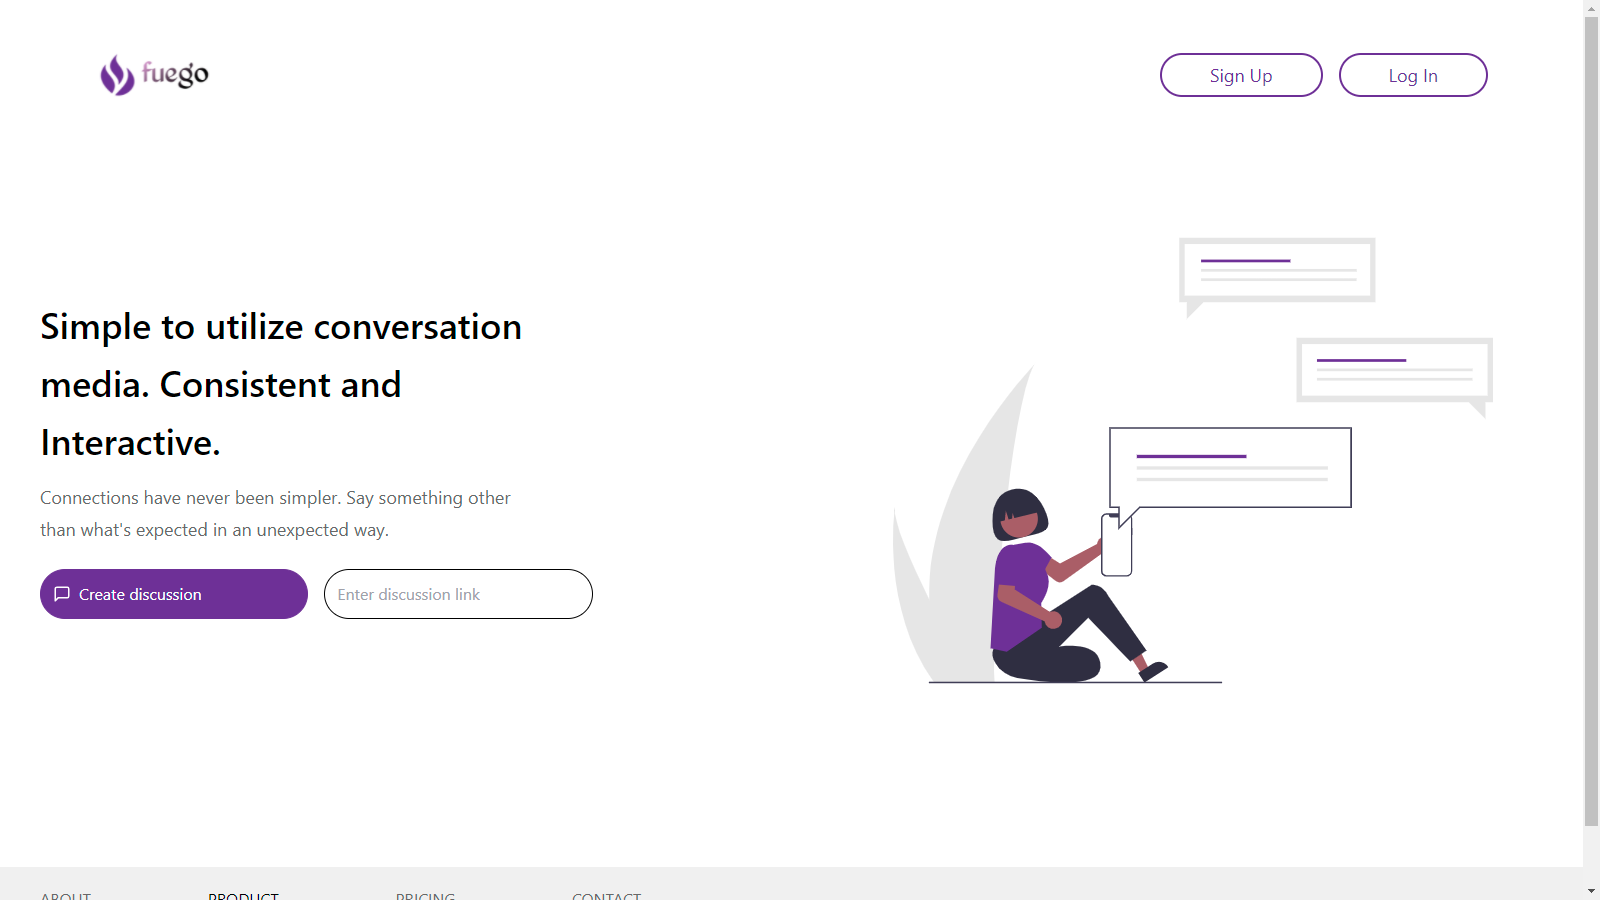 fuego
Sign Up
Log In
Simple to utilize conversation
media. Consistent and
Interactive.
Connections have never been simpler. Say something other
than what's expected in an unexpected way.
Create discussion
Enter discussion link
ABOUT
PRODUCT
PRICING
CONTACT